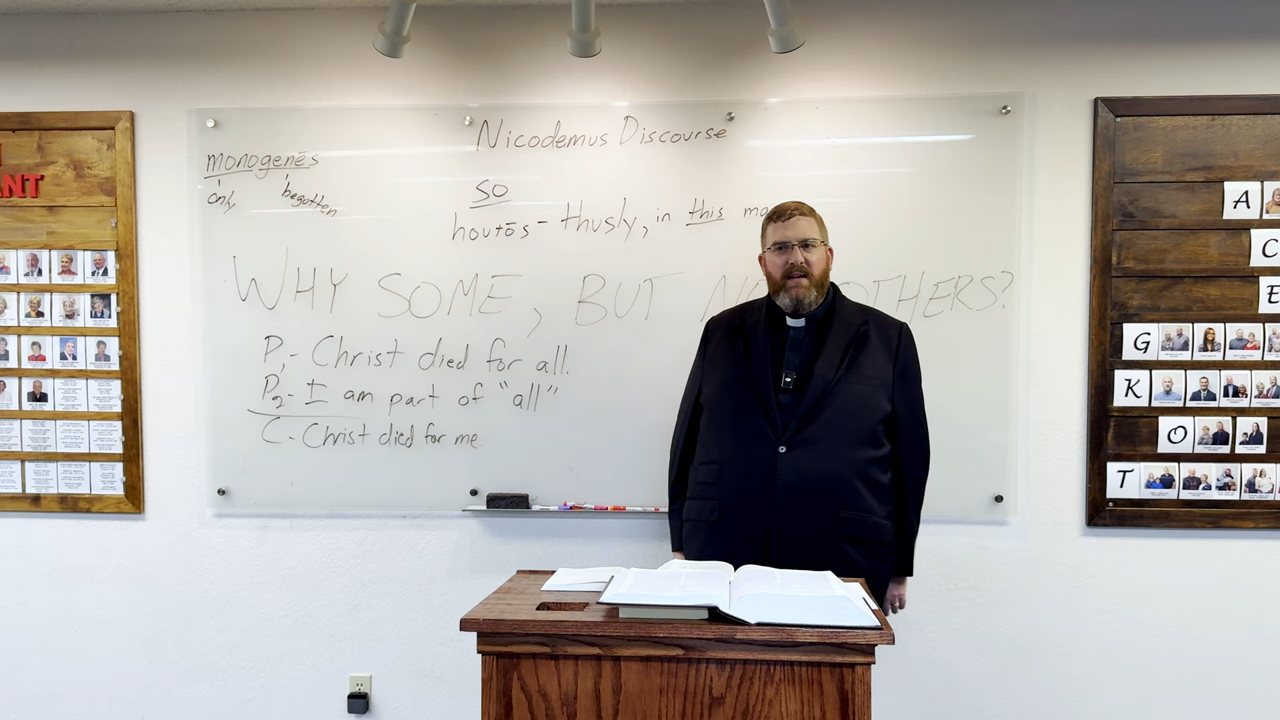 Nicodemus Discourse
monogenēs
only begotten
so
houtōs - thusly, in this
WHY SOME, BUT OTHERS?
P₁ - Christ died for all.
P₂ - I am part of "all"
C - Christ died for me.
ANT
A
C
E
G
K
O
T